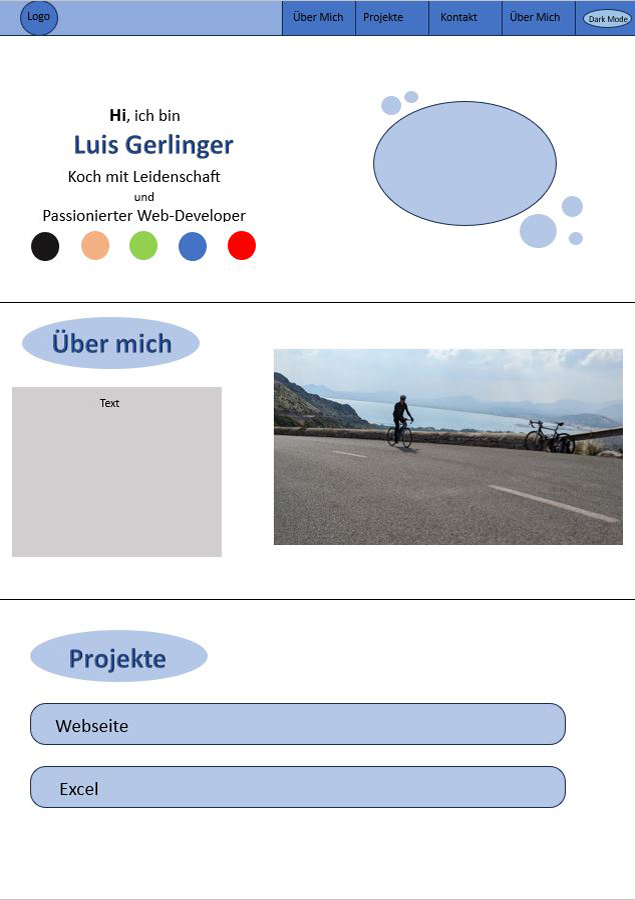 Logo
Über Mich
Projekte
Kontakt
Über Mich
Dark Mode
Hi, ich bin
Luis Gerlinger
Koch mit Leidenschaft
und
Passionierter Web-Developer
Über mich
Text
Projekte
Webseite
Excel